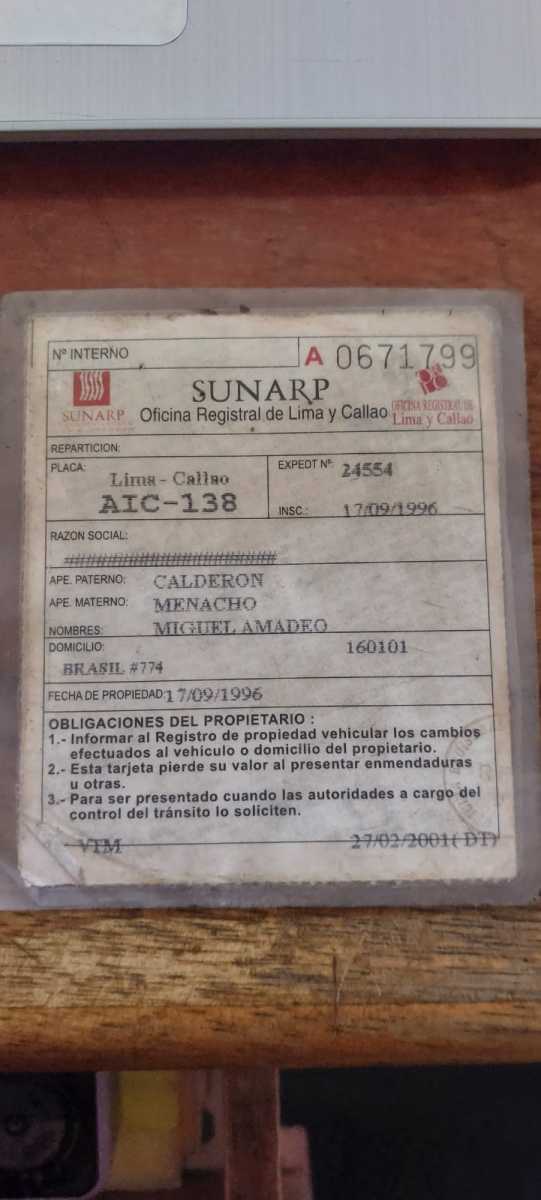 Nº INTERNO
A 0671799
SUNARP
SUNARP
Oficina Registral de Lima y Callao
OFICINA REGISTRAL DE
Lima y Callao
REPARTICION:
PLACA:
Lima - Callao
AIC-138
EXPEDT Nº: 24554
INSC.: 17/09/1996
RAZON SOCIAL:
APE. PATERNO: CALDERON
APE. MATERNO: MENACHO
NOMBRES: MIGUEL AMADEO
DOMICILIO: 160101
BRASIL #774
FECHA DE PROPIEDAD: 17/09/1996
OBLIGACIONES DEL PROPIETARIO :
1.- Informar al Registro de propiedad vehicular los cambios
efectuados al vehículo o domicilio del propietario.
2.- Esta tarjeta pierde su valor al presentar enmendaduras
u otras.
3.- Para ser presentado cuando las autoridades a cargo del
control del tránsito lo soliciten.
VTM 27/02/2001( DT)